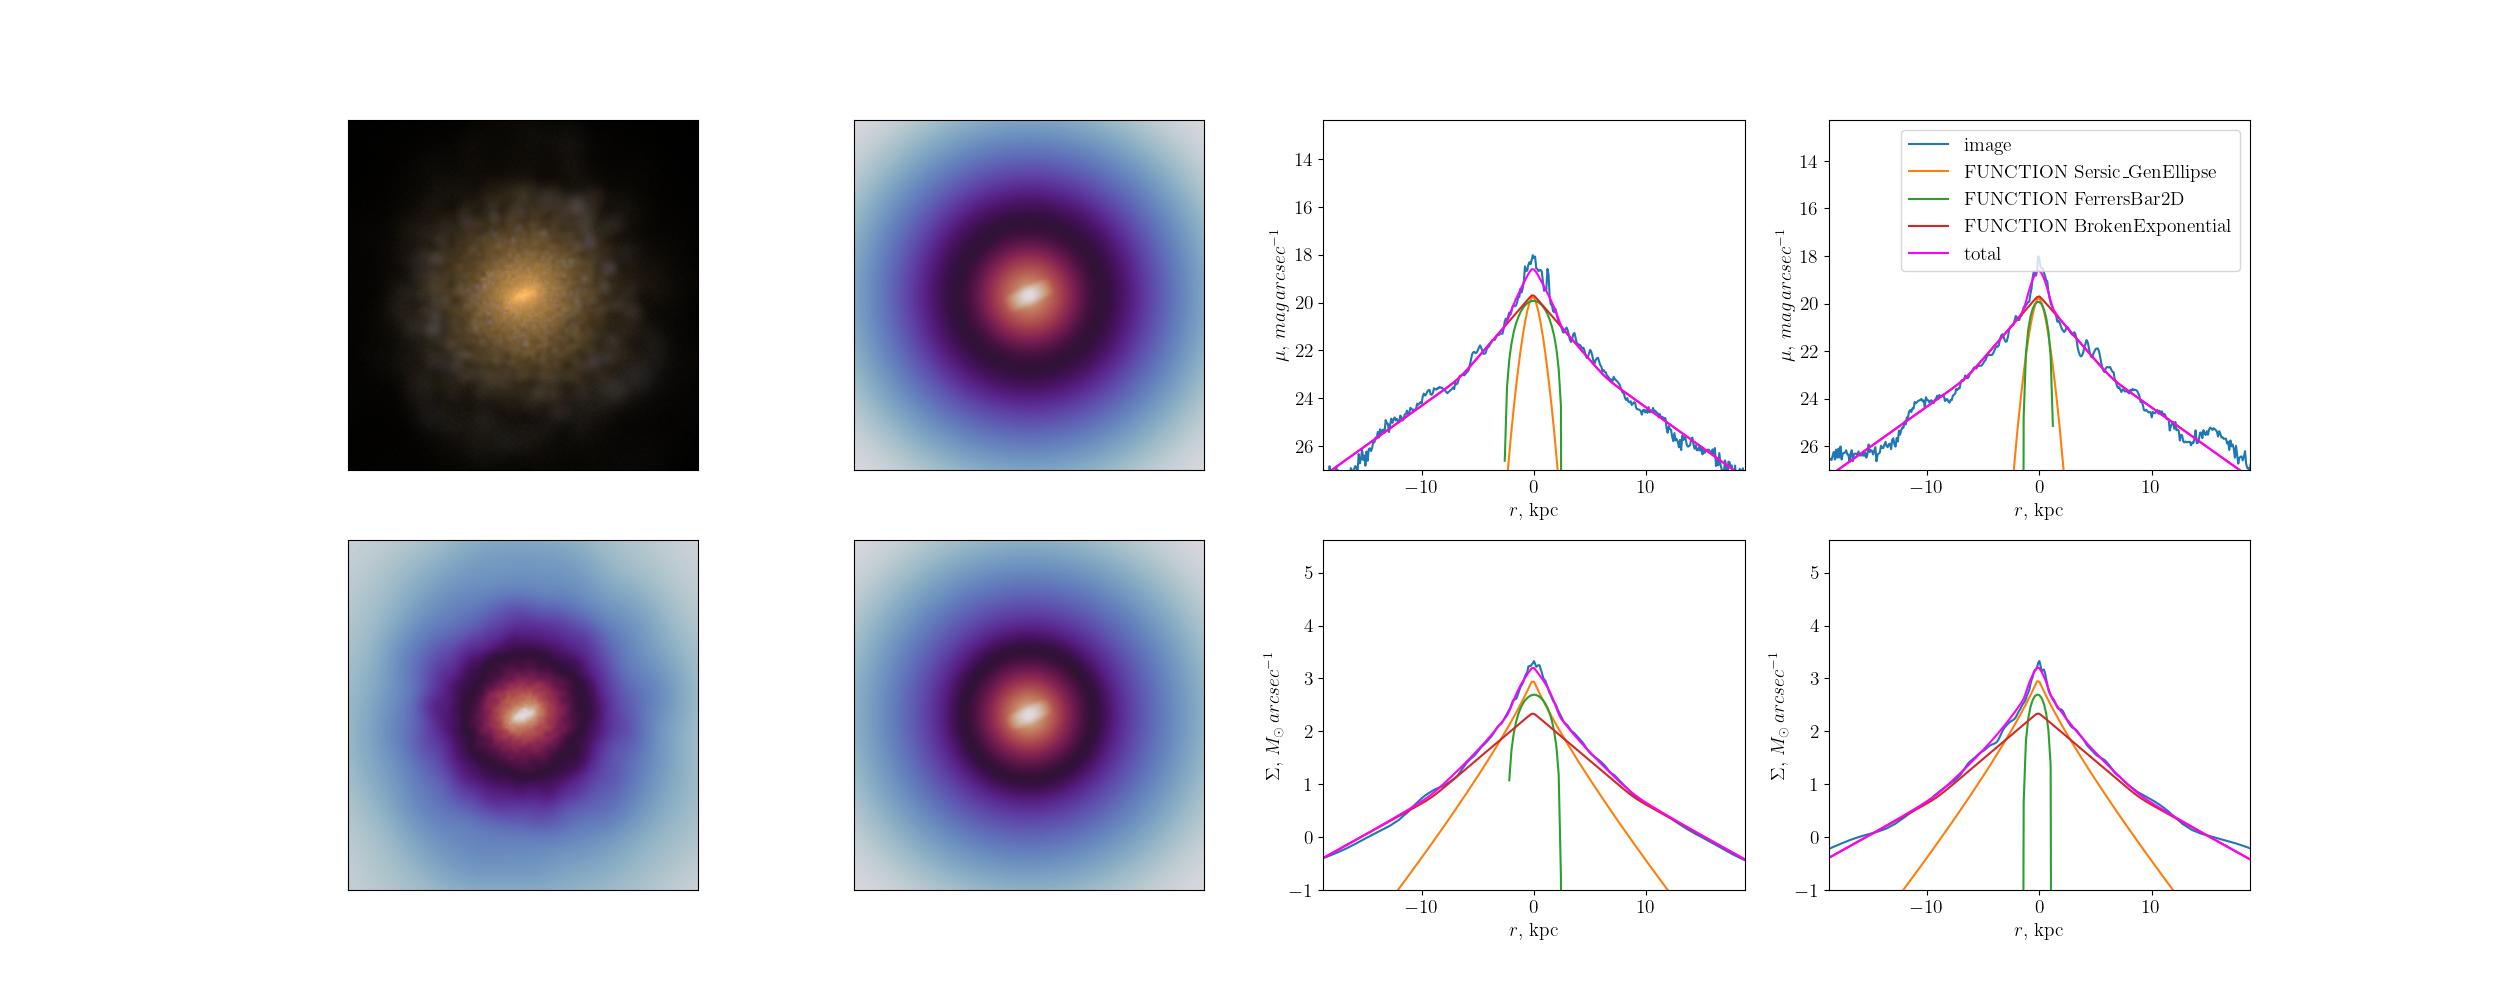 14
16
18
20
22
24
26
μ, mag arcsec⁻¹
−10 0 10
r, kpc
14
16
18
20
22
24
26
μ, mag arcsec⁻¹
image
FUNCTION Sersic_GenEllipse
FUNCTION FerrersBar2D
FUNCTION BrokenExponential
total
−10 0 10
r, kpc
5
4
3
2
1
0
−1
Σ, M⊙ arcsec⁻¹
−10 0 10
r, kpc
5
4
3
2
1
0
−1
Σ, M⊙ arcsec⁻¹
−10 0 10
r, kpc